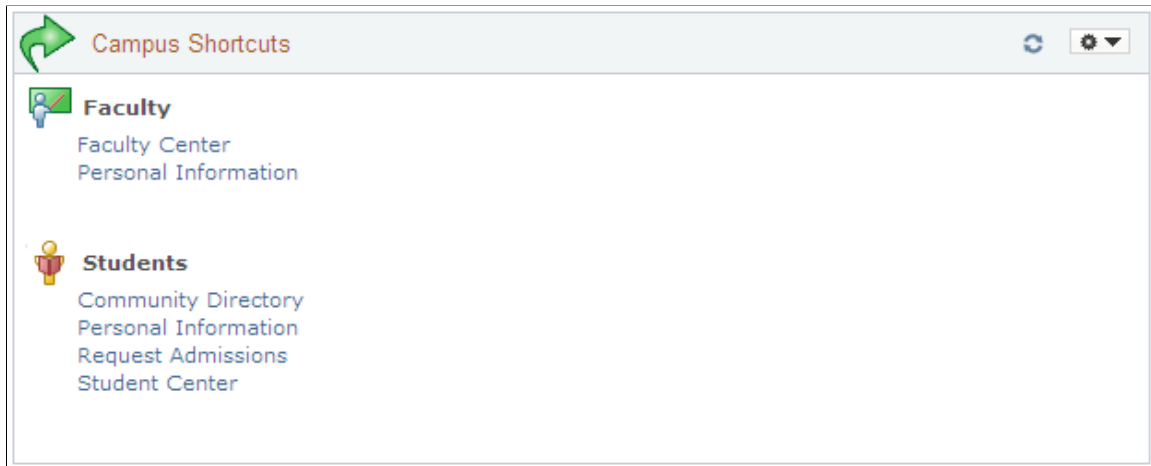 Campus Shortcuts
Faculty
Faculty Center
Personal Information
Students
Community Directory
Personal Information
Request Admissions
Student Center